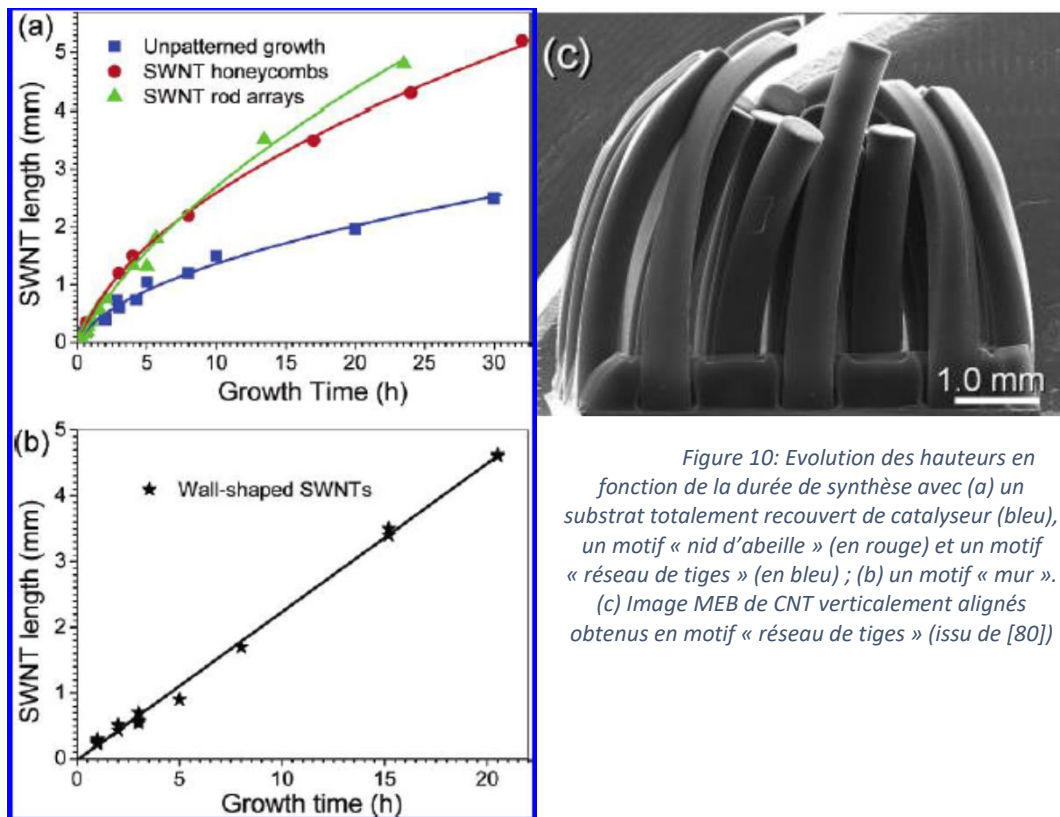 (a)
Unpatterned growth
SWNT honeycombs
SWNT rod arrays
SWNT length (mm)
5
4
3
2
1
0
0 5 10 15 20 25 30
Growth Time (h)
(b)
Wall-shaped SWNTs
SWNT length (mm)
5
4
3
2
1
0
0 5 10 15 20
Growth time (h)
(c)
1.0 mm
Figure 10: Evolution des hauteurs en
fonction de la durée de synthèse avec (a) un
substrat totalement recouvert de catalyseur (bleu),
un motif « nid d’abeille » (en rouge) et un motif
« réseau de tiges » (en bleu) ; (b) un motif « mur ».
(c) Image MEB de CNT verticalement alignés
obtenus en motif « réseau de tiges » (issu de [80])